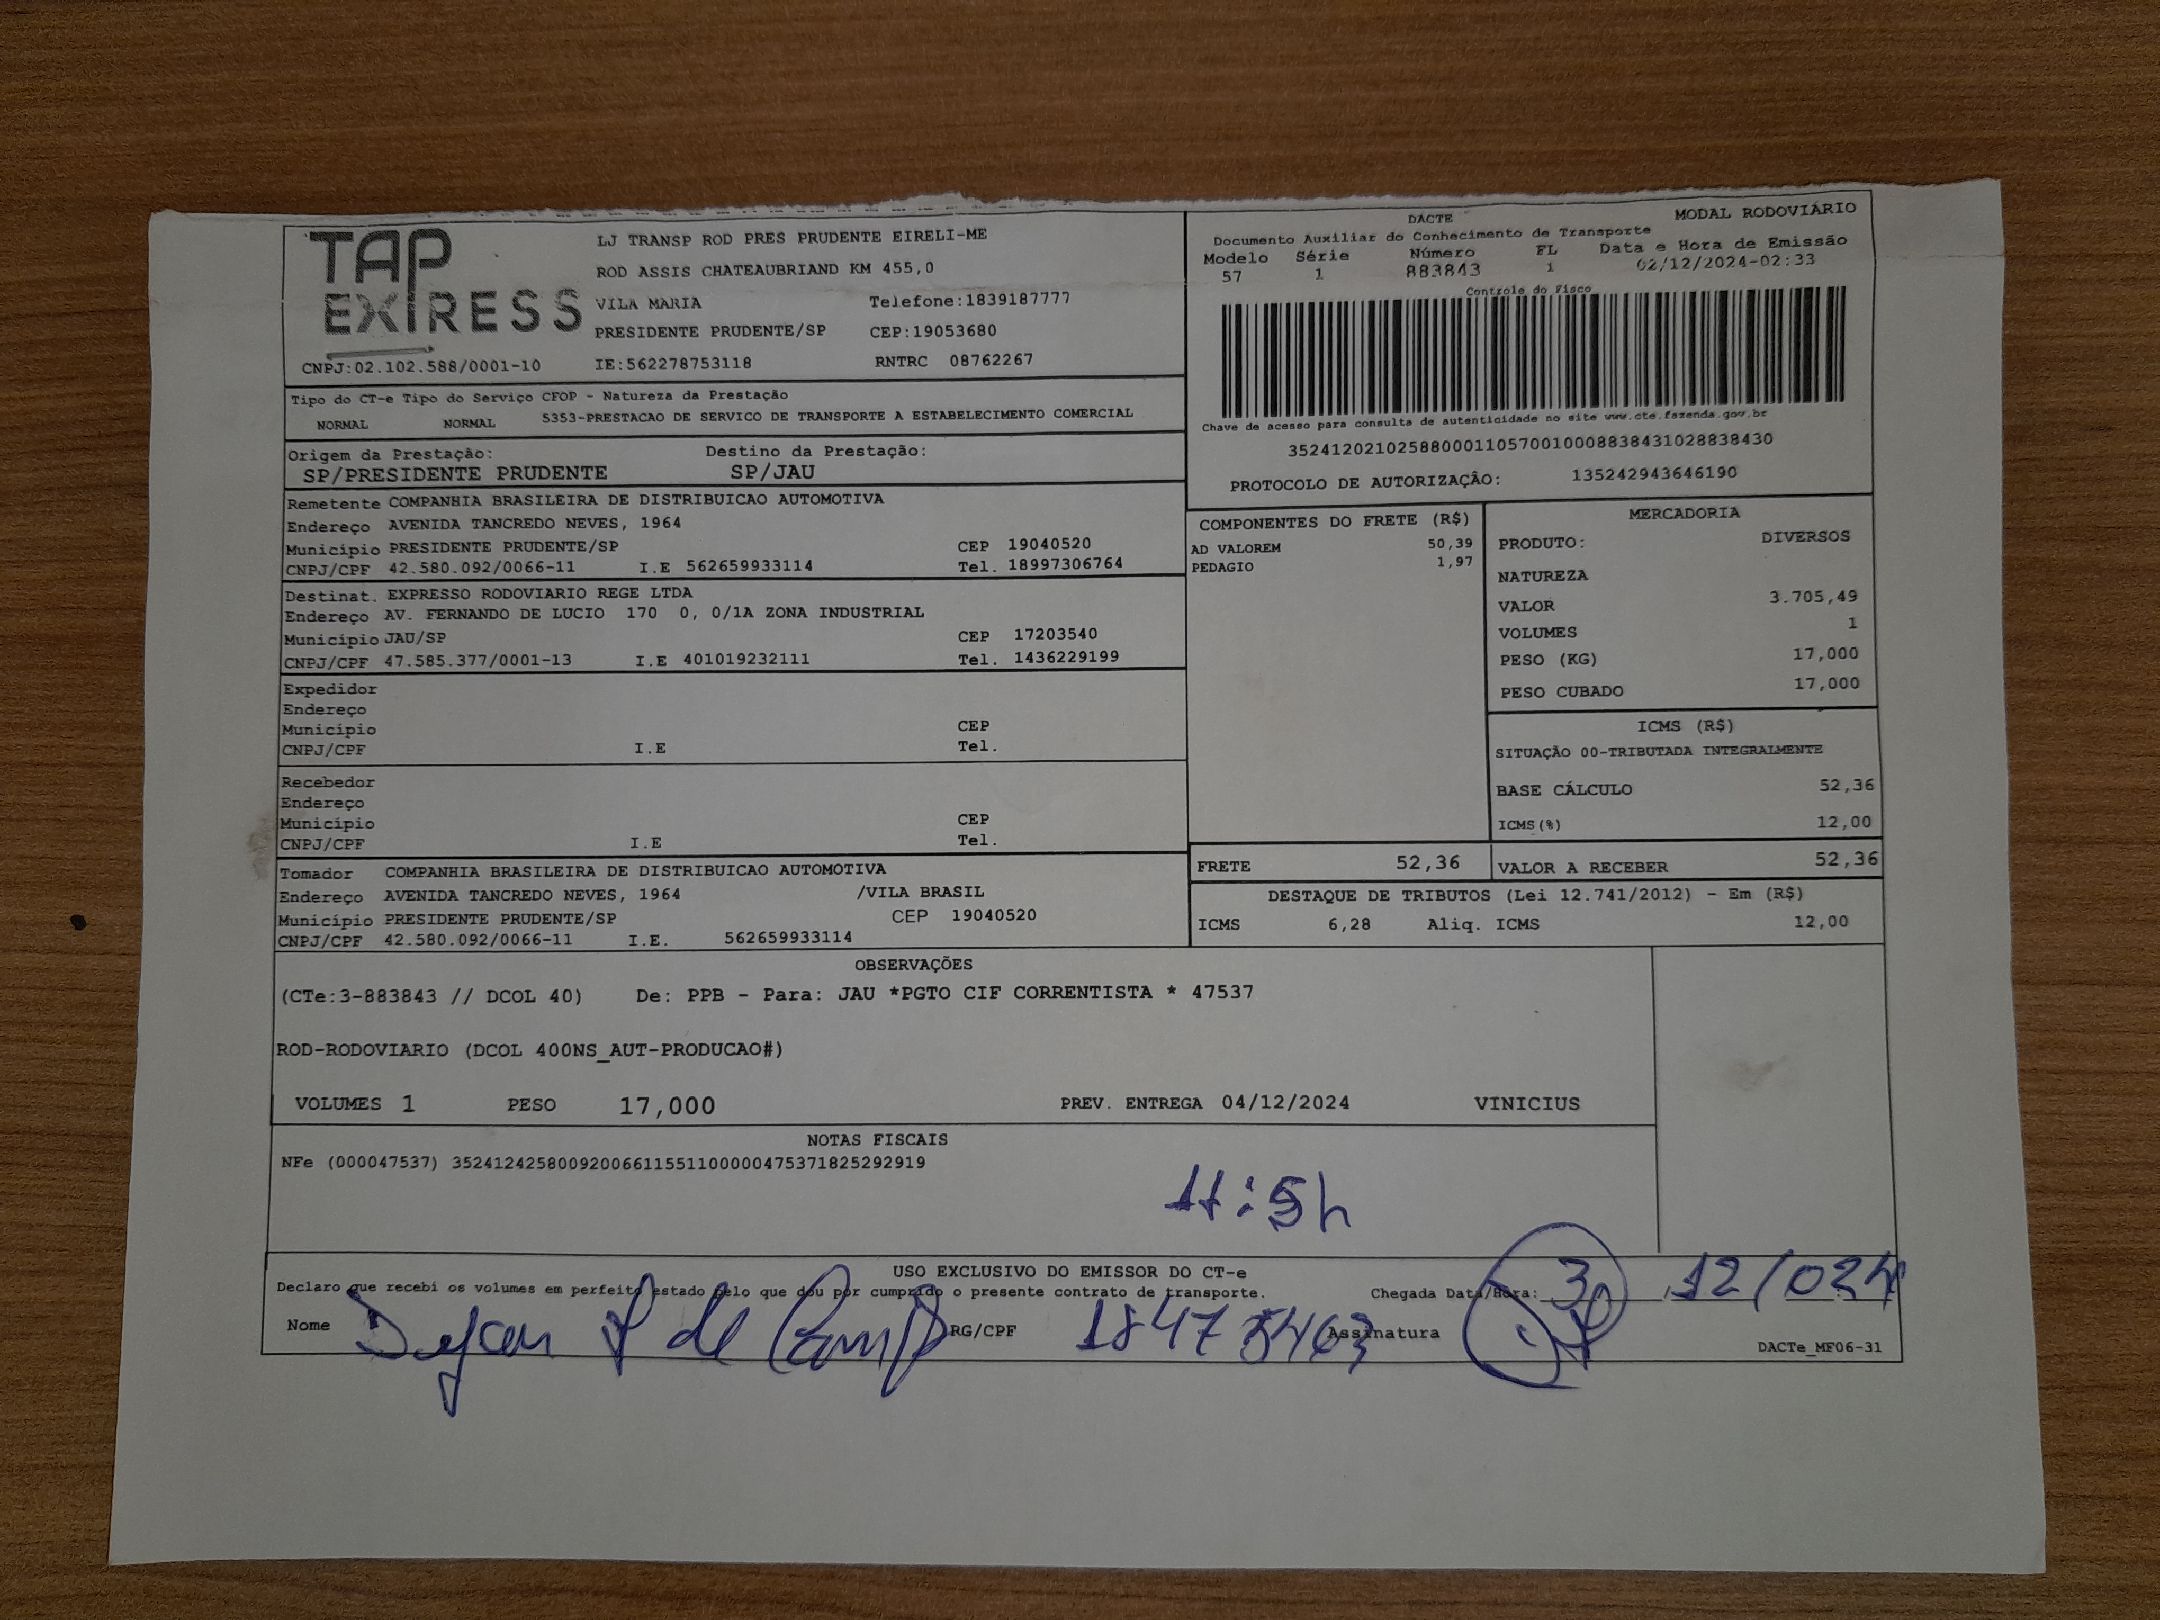 TAP
EXPRESS
LJ TRANSP ROD PRES PRUDENTE EIRELI-ME
ROD ASSIS CHATEAUBRIAND KM 455,0
VILA MARIA Telefone:1839187777
PRESIDENTE PRUDENTE/SP CEP:19053680
CNPJ:02.102.588/0001-10 IE:562278753118 RNTRC 08762267
DACTE MODAL RODOVIÁRIO
Documento Auxiliar do Conhecimento de Transporte
Modelo Série Número FL Data e Hora de Emissão
57 1 883843 1 02/12/2024-02:33
Controle do Fisco
Chave de acesso para consulta de autenticidade no site www.cte.fazenda.gov.br
35241202102588000110570010008838431028838430
PROTOCOLO DE AUTORIZAÇÃO: 135242943646190
Tipo do CT-e Tipo do Serviço CFOP - Natureza da Prestação
NORMAL NORMAL 5353-PRESTACAO DE SERVICO DE TRANSPORTE A ESTABELECIMENTO COMERCIAL
Origem da Prestação: Destino da Prestação:
SP/PRESIDENTE PRUDENTE SP/JAU
Remetente COMPANHIA BRASILEIRA DE DISTRIBUICAO AUTOMOTIVA
Endereço AVENIDA TANCREDO NEVES, 1964
Município PRESIDENTE PRUDENTE/SP CEP 19040520
CNPJ/CPF 42.580.092/0066-11 I.E 562659933114 Tel. 18997306764
Destinat. EXPRESSO RODOVIARIO REGE LTDA
Endereço AV. FERNANDO DE LUCIO 170 0, 0/1A ZONA INDUSTRIAL
Município JAU/SP CEP 17203540
CNPJ/CPF 47.585.377/0001-13 I.E 401019232111 Tel. 1436229199
Expedidor
Endereço
Município CEP
CNPJ/CPF I.E Tel.
Recebedor
Endereço
Município CEP
CNPJ/CPF I.E Tel.
Tomador COMPANHIA BRASILEIRA DE DISTRIBUICAO AUTOMOTIVA
Endereço AVENIDA TANCREDO NEVES, 1964 /VILA BRASIL
Município PRESIDENTE PRUDENTE/SP CEP 19040520
CNPJ/CPF 42.580.092/0066-11 I.E. 562659933114
COMPONENTES DO FRETE (R$)
AD VALOREM 50,39
PEDAGIO 1,97
MERCADORIA
PRODUTO: DIVERSOS
NATUREZA
VALOR 3.705,49
VOLUMES 1
PESO (KG) 17,000
PESO CUBADO 17,000
ICMS (R$)
SITUAÇÃO 00-TRIBUTADA INTEGRALMENTE
BASE CÁLCULO 52,36
ICMS(%) 12,00
FRETE 52,36 VALOR A RECEBER 52,36
DESTAQUE DE TRIBUTOS (Lei 12.741/2012) - Em (R$)
ICMS 6,28 Aliq. ICMS 12,00
OBSERVAÇÕES
(CTe:3-883843 // DCOL 40) De: PPB - Para: JAU *PGTO CIF CORRENTISTA * 47537
ROD-RODOVIARIO (DCOL 400NS_AUT-PRODUCAO#)
VOLUMES 1 PESO 17,000 PREV. ENTREGA 04/12/2024 VINICIUS
NOTAS FISCAIS
NFe (000047537) 35241242580092006611551100000475371825292919
USO EXCLUSIVO DO EMISSOR DO CT-e
Declaro que recebi os volumes em perfeito estado pelo que dou por cumprido o presente contrato de transporte. Chegada Data/Hora: 3 12/024
Nome RG/CPF Assinatura
DACTe_MF06-31